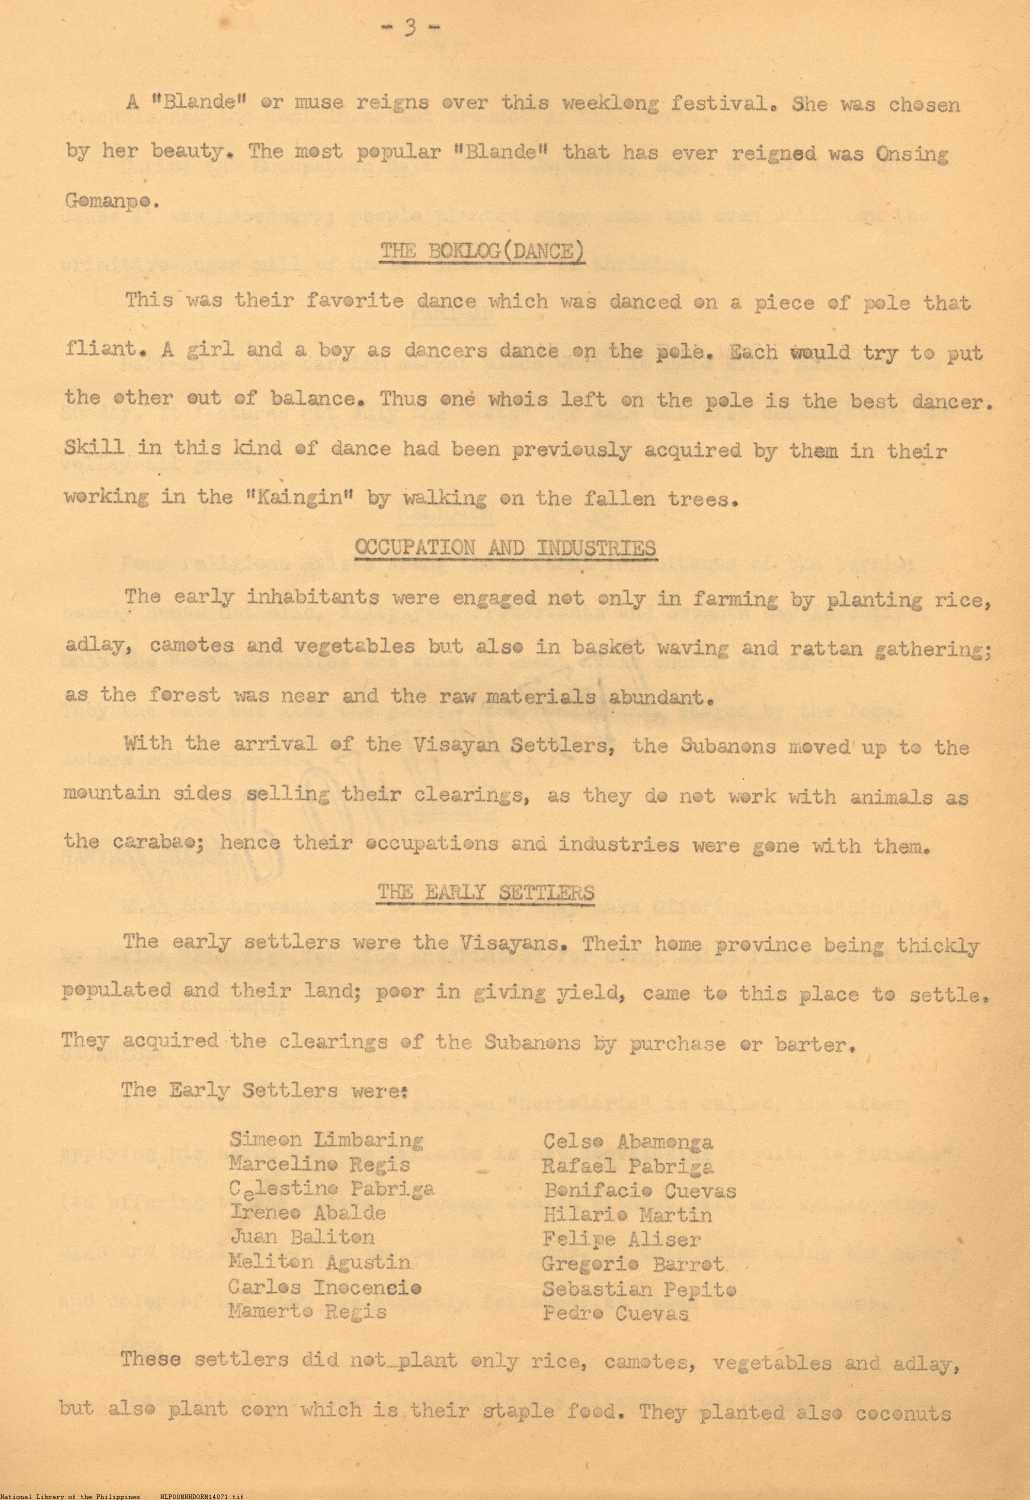 - 3 -
A "Blande" or muse reigns over this weeklong festival. She was chosen
by her beauty. The most popular "Blande" that has ever reigned was Onsing
Gomanpo.
THE BOKLOG(DANCE)
This was their favorite dance which was danced on a piece of pole that
fliant. A girl and a boy as dancers dance on the pole. Each would try to put
the other out of balance. Thus one whois left on the pole is the best dancer.
Skill in this kind of dance had been previously acquired by them in their
working in the "Kaingin" by walking on the fallen trees.
OCCUPATION AND INDUSTRIES
The early inhabitants were engaged not only in farming by planting rice,
adlay, camotes and vegetables but also in basket waving and rattan gathering;
as the forest was near and the raw materials abundant.
With the arrival of the Visayan Settlers, the Subanons moved up to the
mountain sides selling their clearings, as they do not work with animals as
the carabao; hence their occupations and industries were gone with them.
THE EARLY SETTLERS
The early settlers were the Visayans. Their home province being thickly
populated and their land; poor in giving yield, came to this place to settle.
They acquired the clearings of the Subanons by purchase or barter.
The Early Settlers were:
Simeon Limbaring Celso Abamonga
Marcelino Regis Rafael Pabriga
Celestino Pabriga Bonifacio Cuevas
Ireneo Abalde Hilario Martin
Juan Baliton Felipe Aliser
Meliton Agustin Gregorio Barrot
Carlos Inocencio Sebastian Pepito
Mamerto Regis Pedro Cuevas
These settlers did not plant only rice, camotes, vegetables and adlay,
but also plant corn which is their staple food. They planted also coconuts
National Library of the Philippines